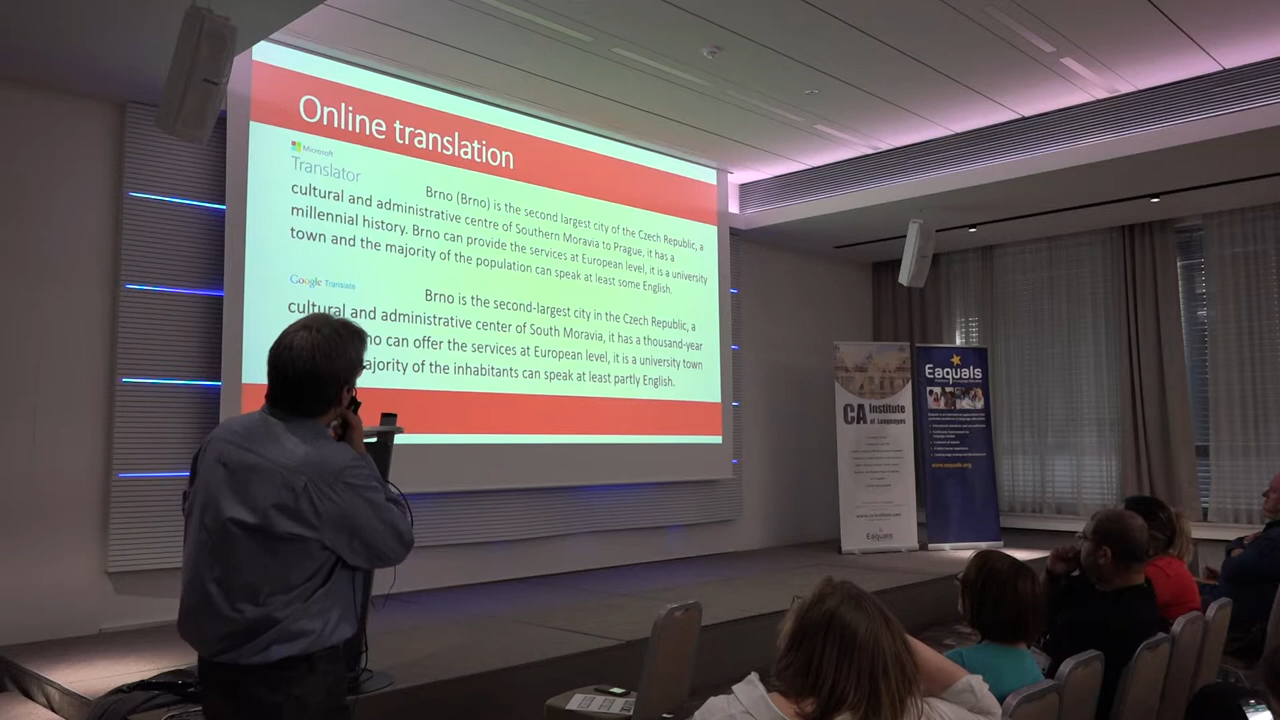 Online translation
Microsoft
Translator
Brno (Brno) is the second largest city of the Czech Republic, a
cultural and administrative centre of Southern Moravia to Prague, it has a
millennial history. Brno can provide the services at European level, it is a university
town and the majority of the population can speak at least some English.
Google Translate
Brno is the second-largest city in the Czech Republic, a
cultural and administrative center of South Moravia, it has a thousand-year
can offer the services at European level, it is a university town
majority of the inhabitants can speak at least partly English.
CA Institute
of Languages
Eaquals
Eaquals
www.eaquals.org